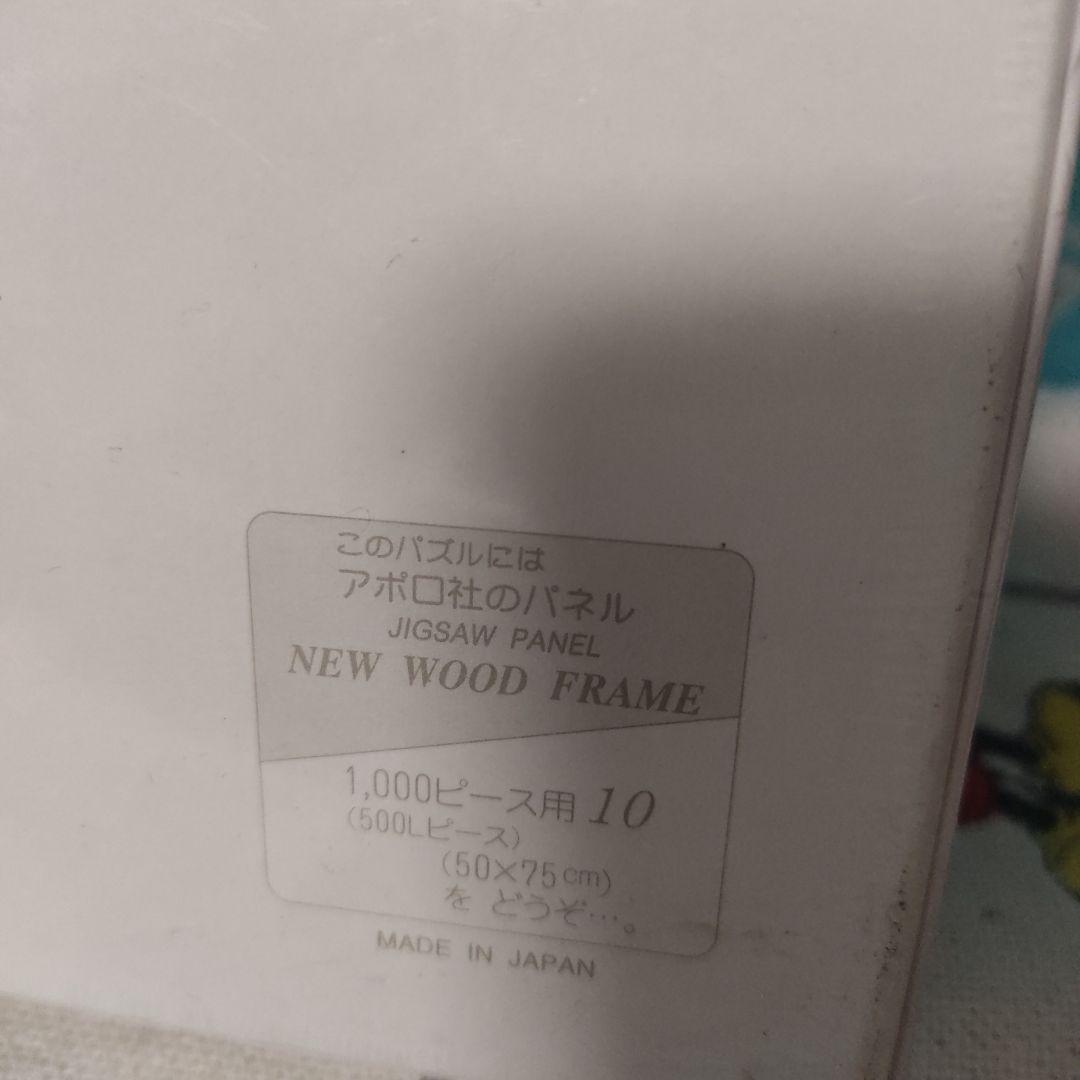 このパズルには
アポロ社のパネル
JIGSAW PANEL
NEW WOOD FRAME
1,000ピース用 10
(500Lピース)
(50×75cm)
を どうぞ…。
MADE IN JAPAN